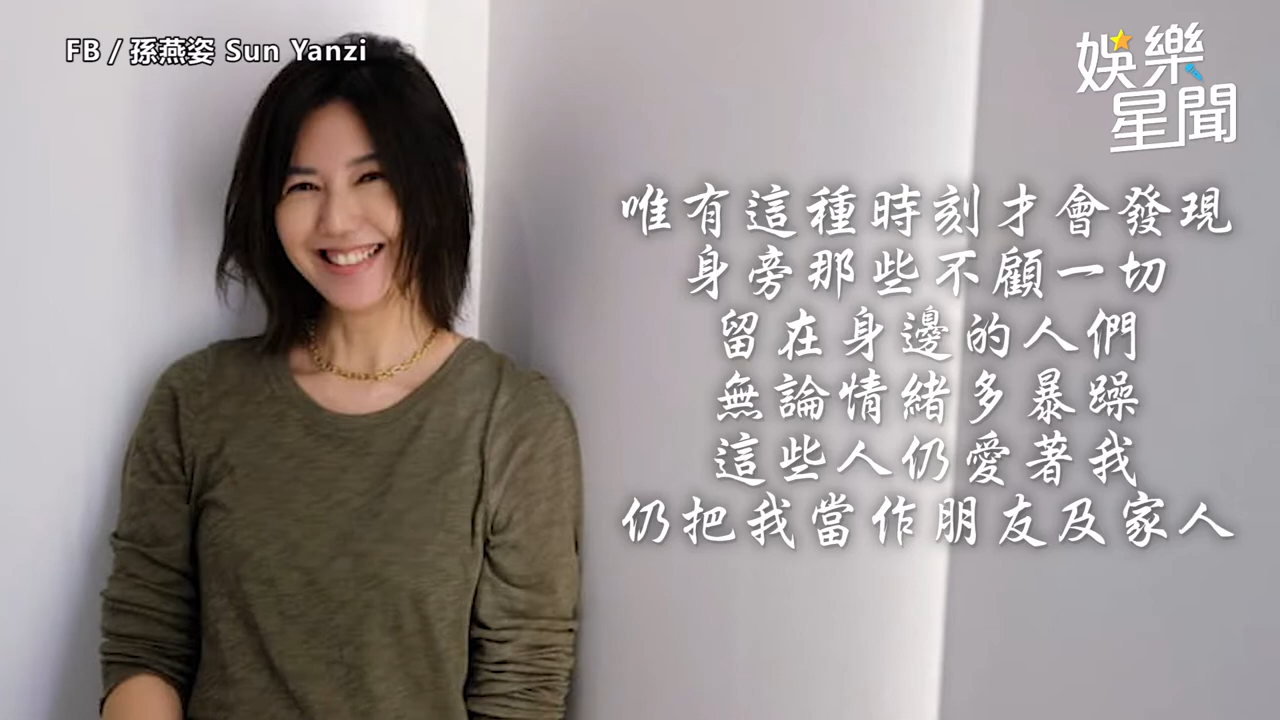 FB / 孫燕姿 Sun Yanzi
娛樂
星聞
唯有這種時刻才會發現
身旁那些不顧一切
留在身邊的人們
無論情緒多暴躁
這些人仍愛著我
仍把我當作朋友及家人